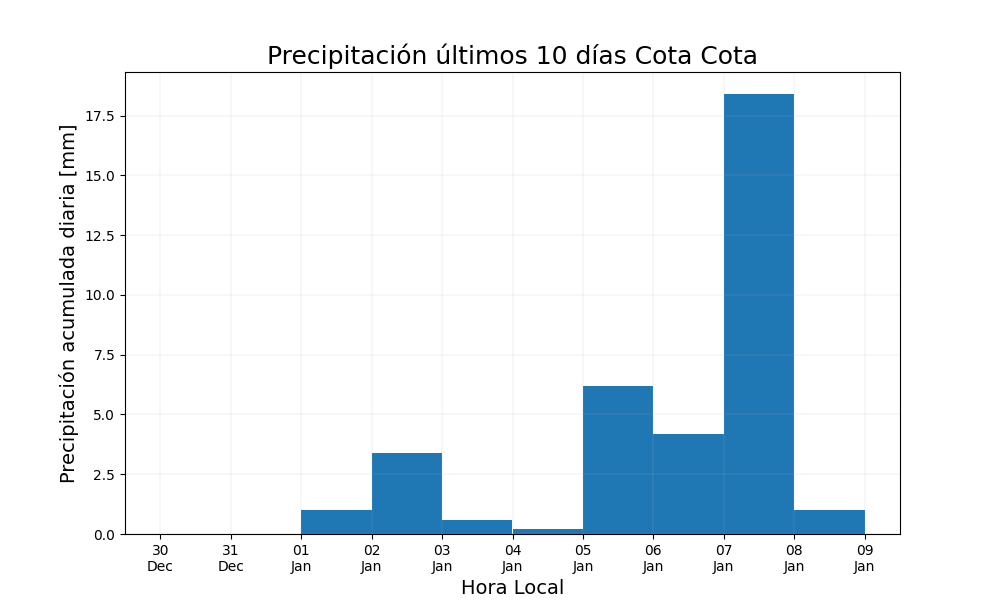 Precipitación últimos 10 días Cota Cota
Precipitación acumulada diaria [mm]
17.5
15.0
12.5
10.0
7.5
5.0
2.5
0.0
30 31 01 02 03 04 05 06 07 08 09
Dec Dec Jan Jan Jan Jan Jan Jan Jan Jan Jan
Hora Local